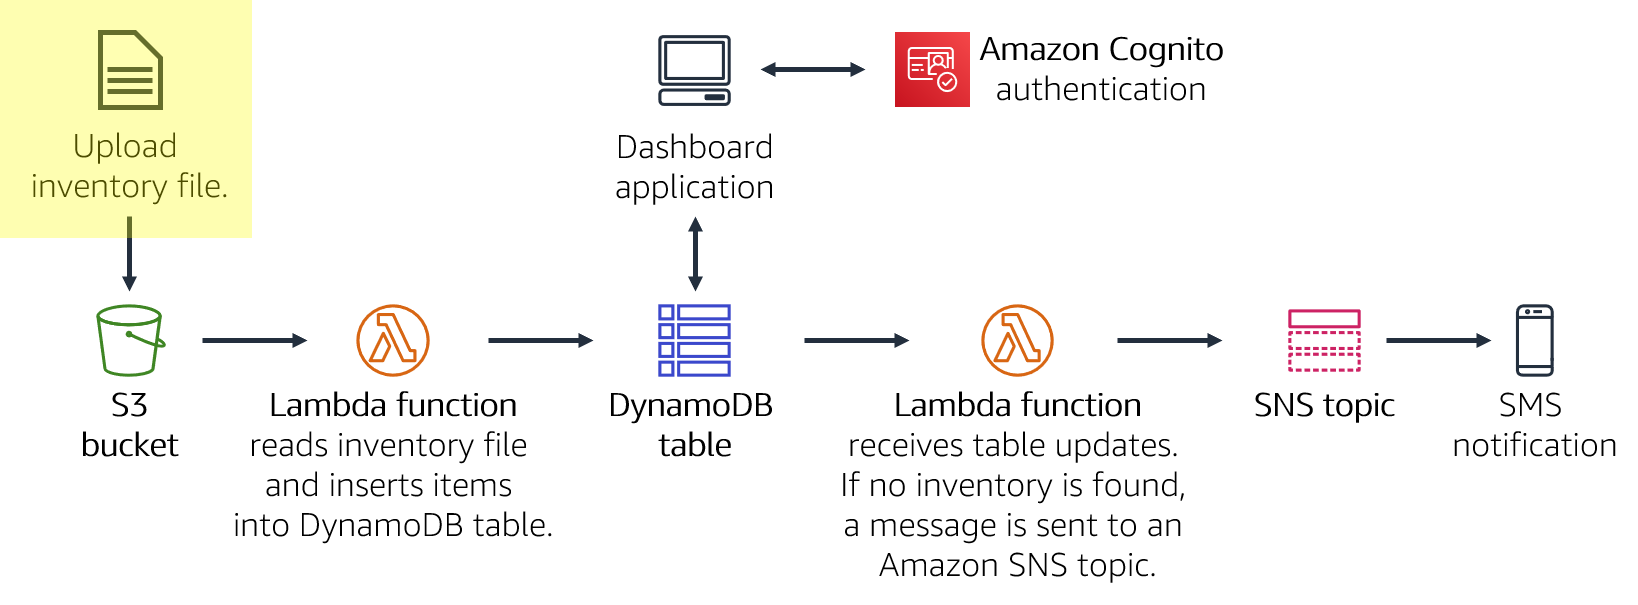 Upload
inventory file.
Dashboard
application
Amazon Cognito
authentication
S3
bucket
Lambda function
reads inventory file
and inserts items
into DynamoDB table.
DynamoDB
table
Lambda function
receives table updates.
If no inventory is found,
a message is sent to an
Amazon SNS topic.
SNS topic
SMS
notification